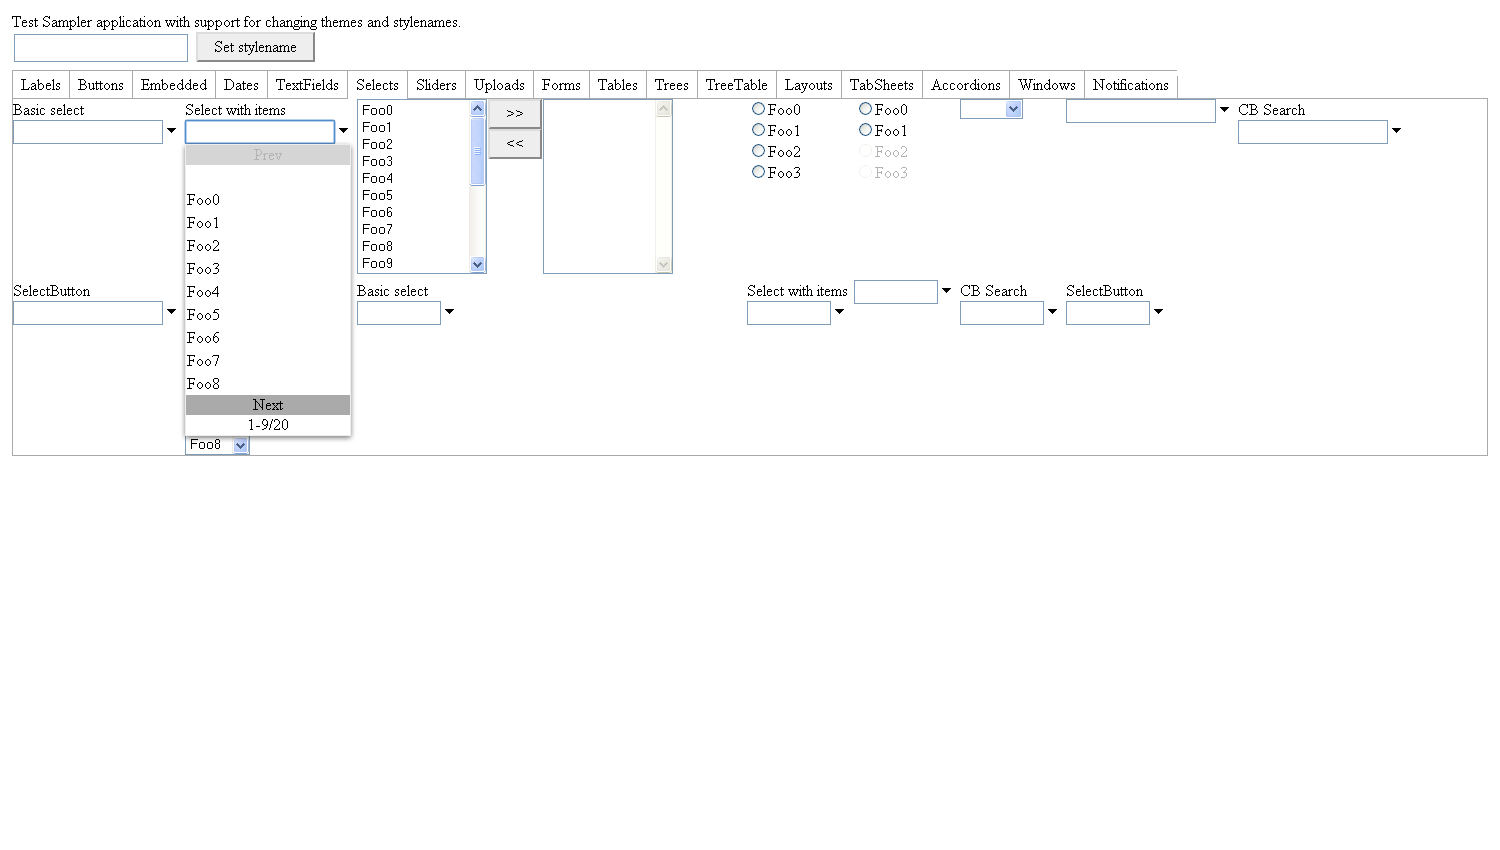 Test Sampler application with support for changing themes and stylenames.
Set stylename
Labels Buttons Embedded Dates TextFields Selects Sliders Uploads Forms Tables Trees TreeTable Layouts TabSheets Accordions Windows Notifications
Basic select
Select with items
Prev
Foo0
Foo1
Foo2
Foo3
Foo4
Foo5
Foo6
Foo7
Foo8
Next
1-9/20
Foo8
Foo0
Foo1
Foo2
Foo3
Foo4
Foo5
Foo6
Foo7
Foo8
Foo9
>>
<<
Foo0
Foo1
Foo2
Foo3
Foo0
Foo1
Foo2
Foo3
CB Search
SelectButton
Basic select
Select with items
CB Search
SelectButton